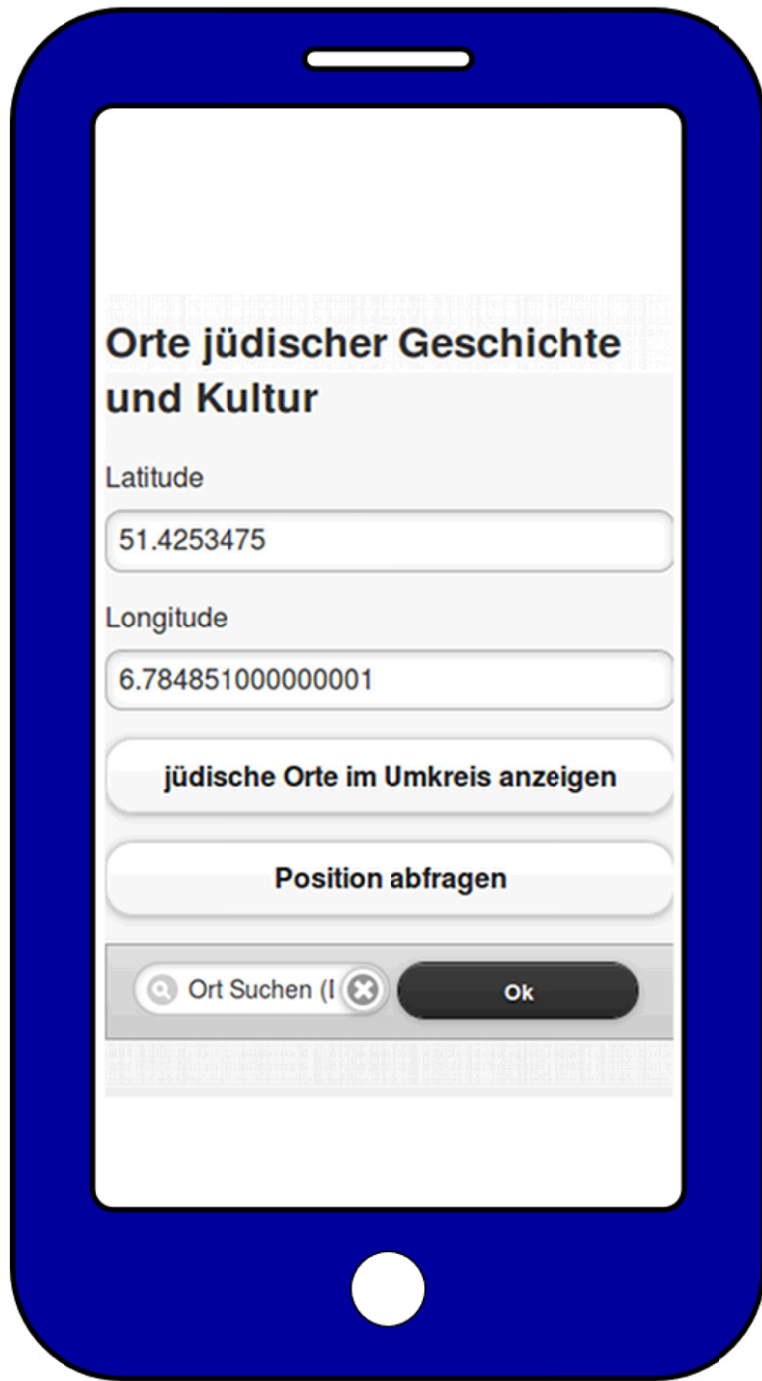 Orte jüdischer Geschichte
und Kultur
Latitude
51.4253475
Longitude
6.784851000000001
jüdische Orte im Umkreis anzeigen
Position abfragen
Ort Suchen (
Ok